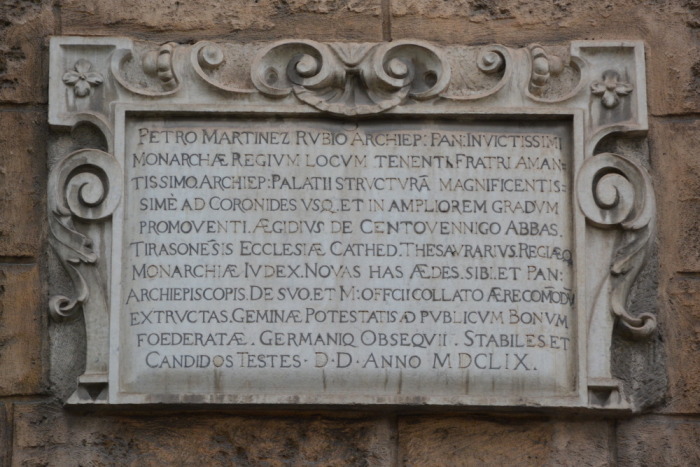 PETRO MARTINEZ RVBIO ARCHIEP: PAN: INVICTISSIMI
MONARCHÆ REGIVM LOCVM TENENTI, FRATRI AMAN=
TISSIMO, ARCHIEP: PALATII STRVCTVRÃ MAGNIFICENTIS=
SIMÈ AD CORONIDES VSQ. ET IN AMPLIOREM GRADVM
PROMOVENTI. ÆGIDIVS DE CENTOVENNIGO ABBAS.
TIRASONEÑSIS ECCLESIÆ CATHED. THESAVRARIVS. REGIÆQ
MONARCHIÆ IVDEX. NOVAS HAS ÆDES. SIBI. ET PAN:
ARCHIEPISCOPIS. DE SVO. ET M: OFFCII COLLATO ÆRE COMODV
EXTRVCTAS. GEMINÆ POTESTATIS AD PVBLICVM BONVM
FOEDERATÆ. GERMANIQ OBSEQVII. STABILES ET
CANDIDOS TESTES · D · D · ANNO MDCLIX.